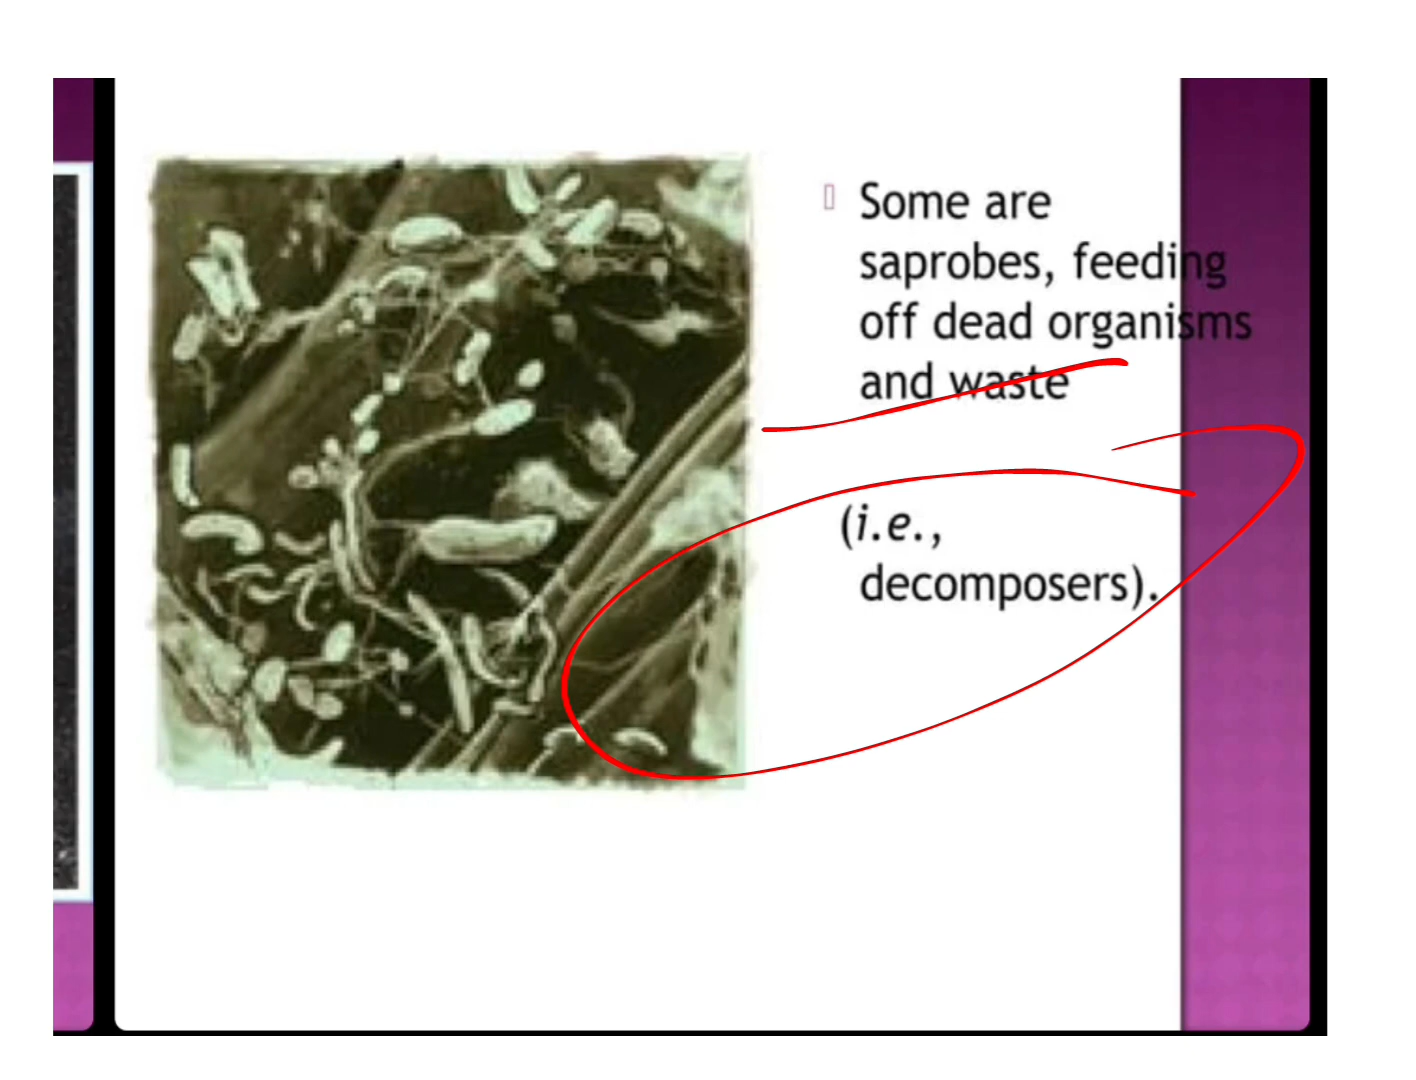 Some are
saprobes, feeding
off dead organisms
and waste
(i.e.,
decomposers).